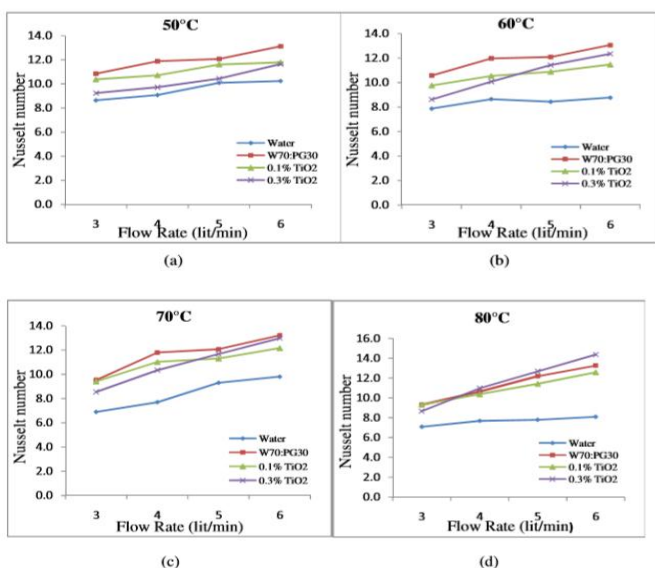 50°C
Nusselt number
14.0
12.0
10.0
8.0
6.0
4.0
2.0
0.0
Water
W70:PG30
0.1% TiO2
0.3% TiO2
3 4 5 6
Flow Rate (lit/min)
(a)
60°C
Nusselt number
14.0
12.0
10.0
8.0
6.0
4.0
2.0
0.0
Water
W70:PG30
0.1% TiO2
0.3% TiO2
3 4 5 6
Flow Rate (lit/min)
(b)
70°C
Nusselt number
14.0
12.0
10.0
8.0
6.0
4.0
2.0
0.0
Water
W70:PG30
0.1% TiO2
0.3% TiO2
3 4 5 6
Flow Rate (lit/min)
(c)
80°C
Nusselt number
16.0
14.0
12.0
10.0
8.0
6.0
4.0
2.0
0.0
Water
W70:PG30
0.1% TiO2
0.3% TiO2
3 4 5 6
Flow Rate (lit/min)
(d)